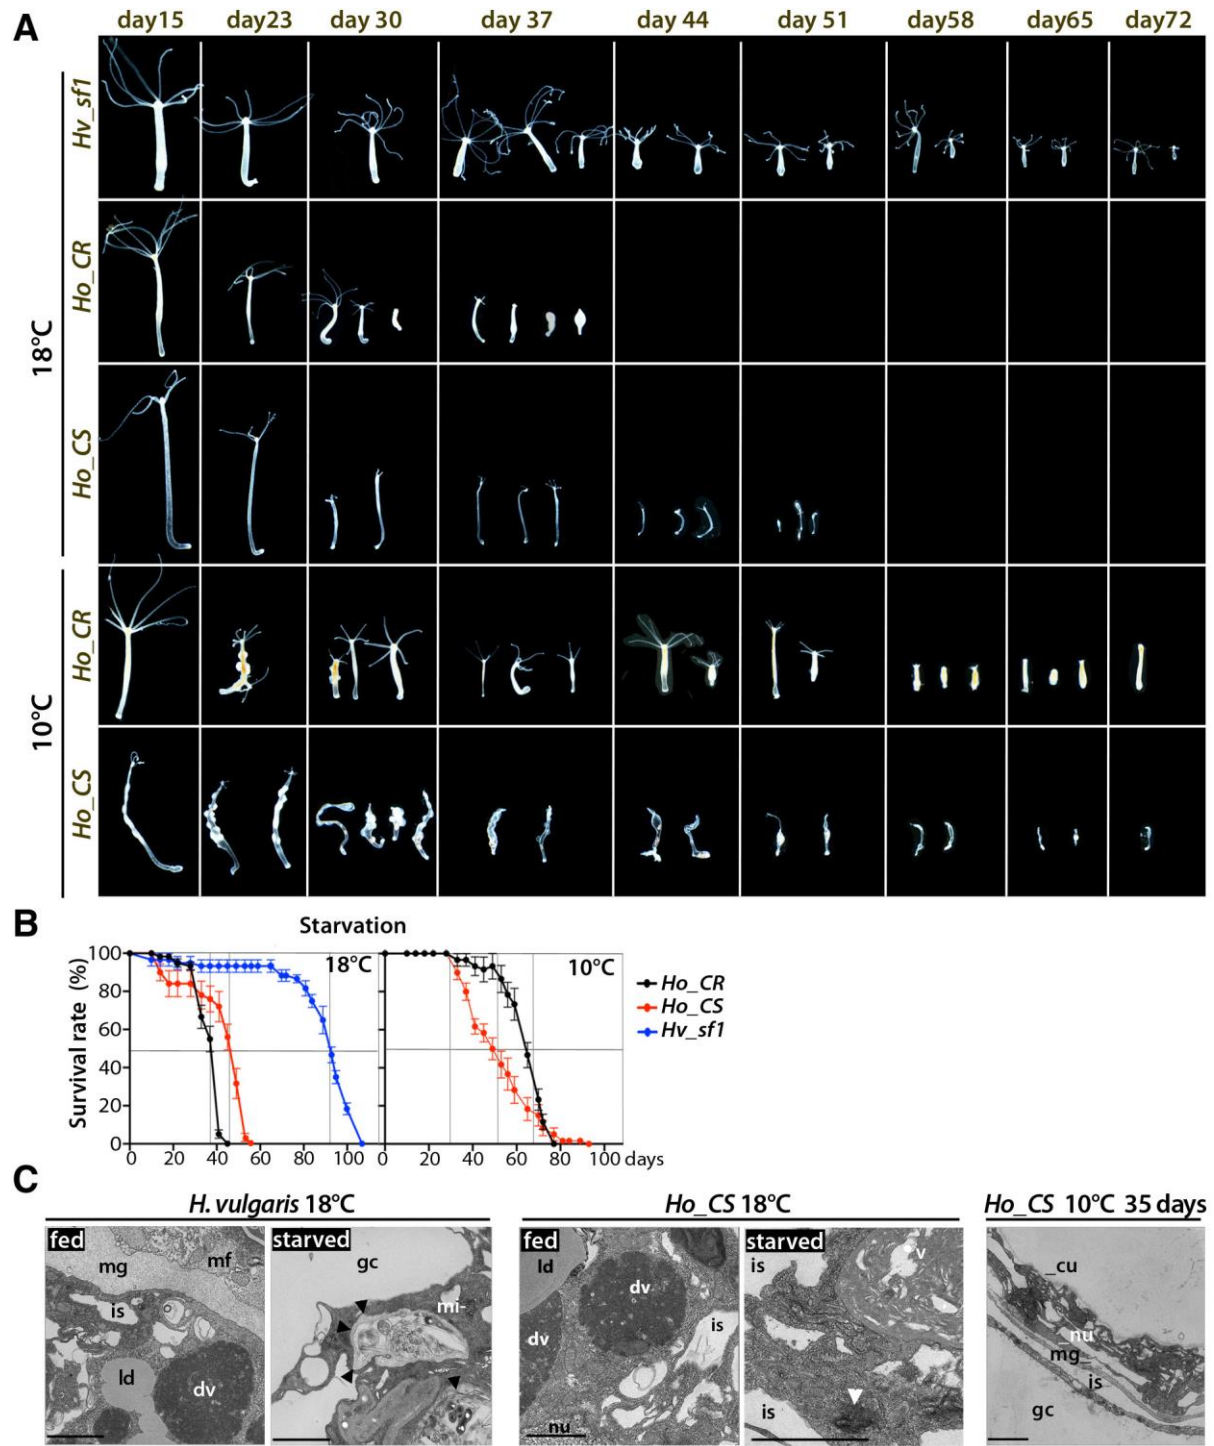 A
day15 day23 day 30 day 37 day 44 day 51 day58 day65 day72
18°C
Hv_sf1
Ho_CR
Ho_CS
10°C
Ho_CR
Ho_CS
B
Starvation
Survival rate (%)
100
80
60
40
20
0
18°C
10°C
0 20 40 60 80 100
0 20 40 60 80 100 days
Ho_CR
Ho_CS
Hv_sf1
C
H. vulgaris 18°C
Ho_CS 18°C
Ho_CS 10°C 35 days
fed
mf
mg
is
ld
dv
starved
gc
mi-
fed
ld
dv
dv
is
nu
starved
is
v
is
_cu
_nu
mg_
is
gc